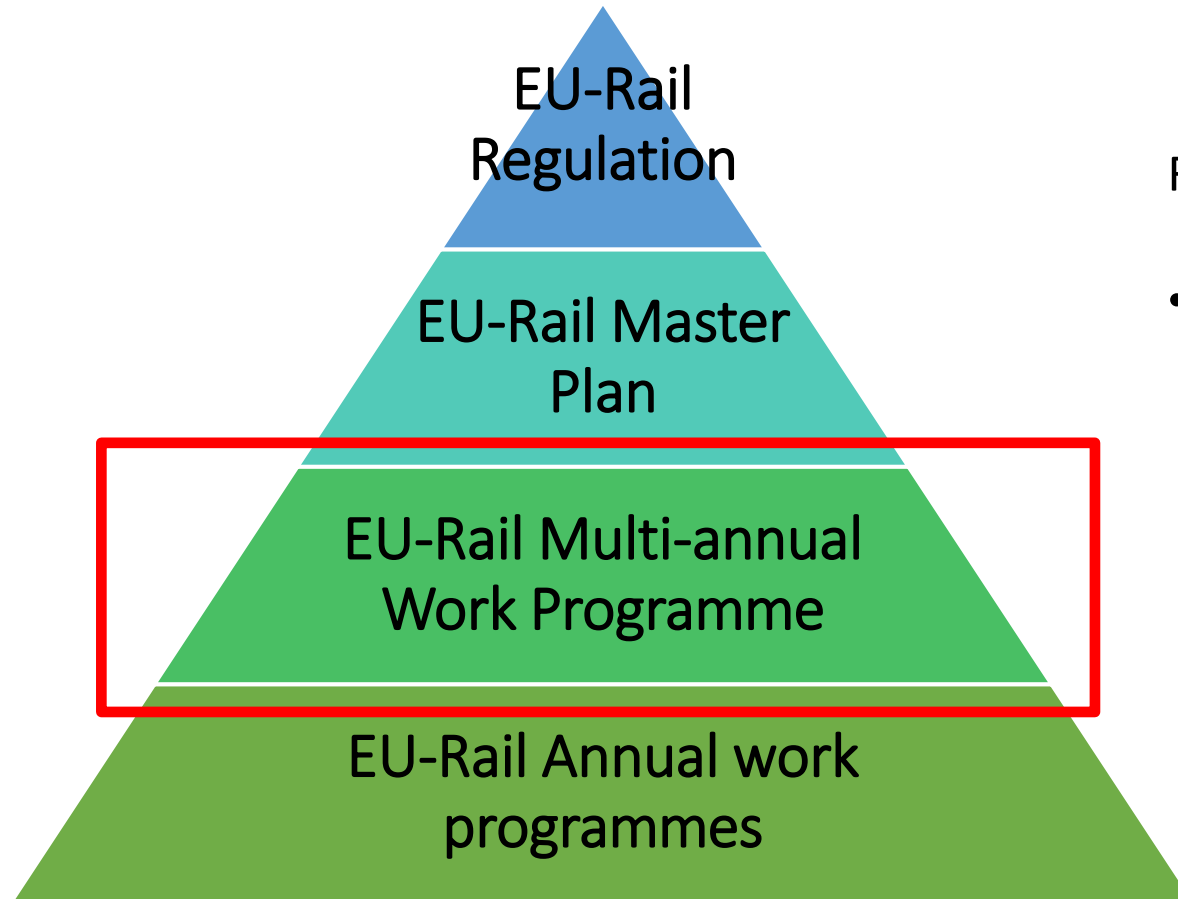 EU-Rail
Regulation
EU-Rail Master
Plan
EU-Rail Multi-annual
Work Programme
EU-Rail Annual work
programmes